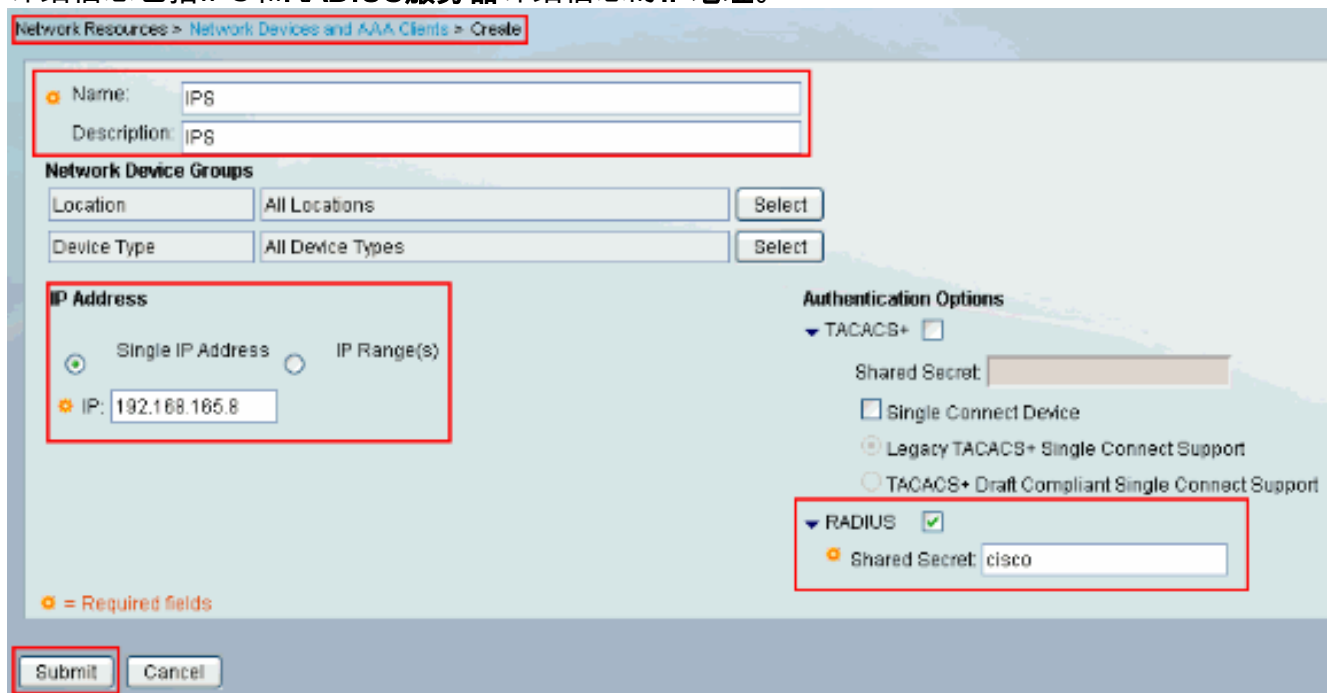 Network Resources > Network Devices and AAA Clients > Create
Name: IPS
Description: IPS
Network Device Groups
Location All Locations Select
Device Type All Device Types Select
IP Address
Single IP Address IP Range(s)
IP: 192.168.165.8
Authentication Options
TACACS+
Shared Secret:
Single Connect Device
Legacy TACACS+ Single Connect Support
TACACS+ Draft Compliant Single Connect Support
RADIUS
Shared Secret: cisco
= Required fields
Submit Cancel